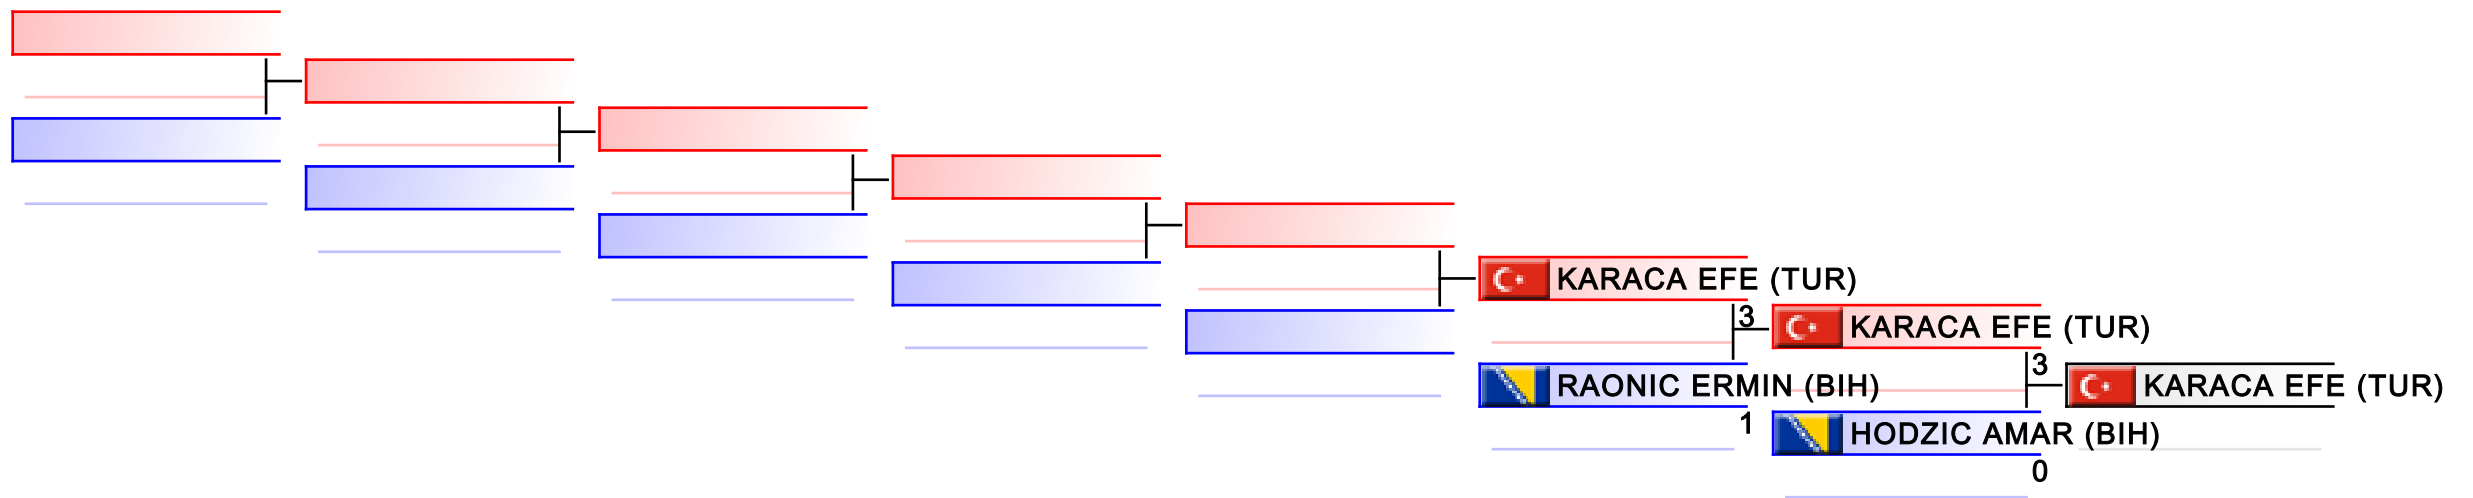 KARACA EFE (TUR)
3
KARACA EFE (TUR)
3
RAONIC ERMIN (BIH)
KARACA EFE (TUR)
1
HODZIC AMAR (BIH)
0